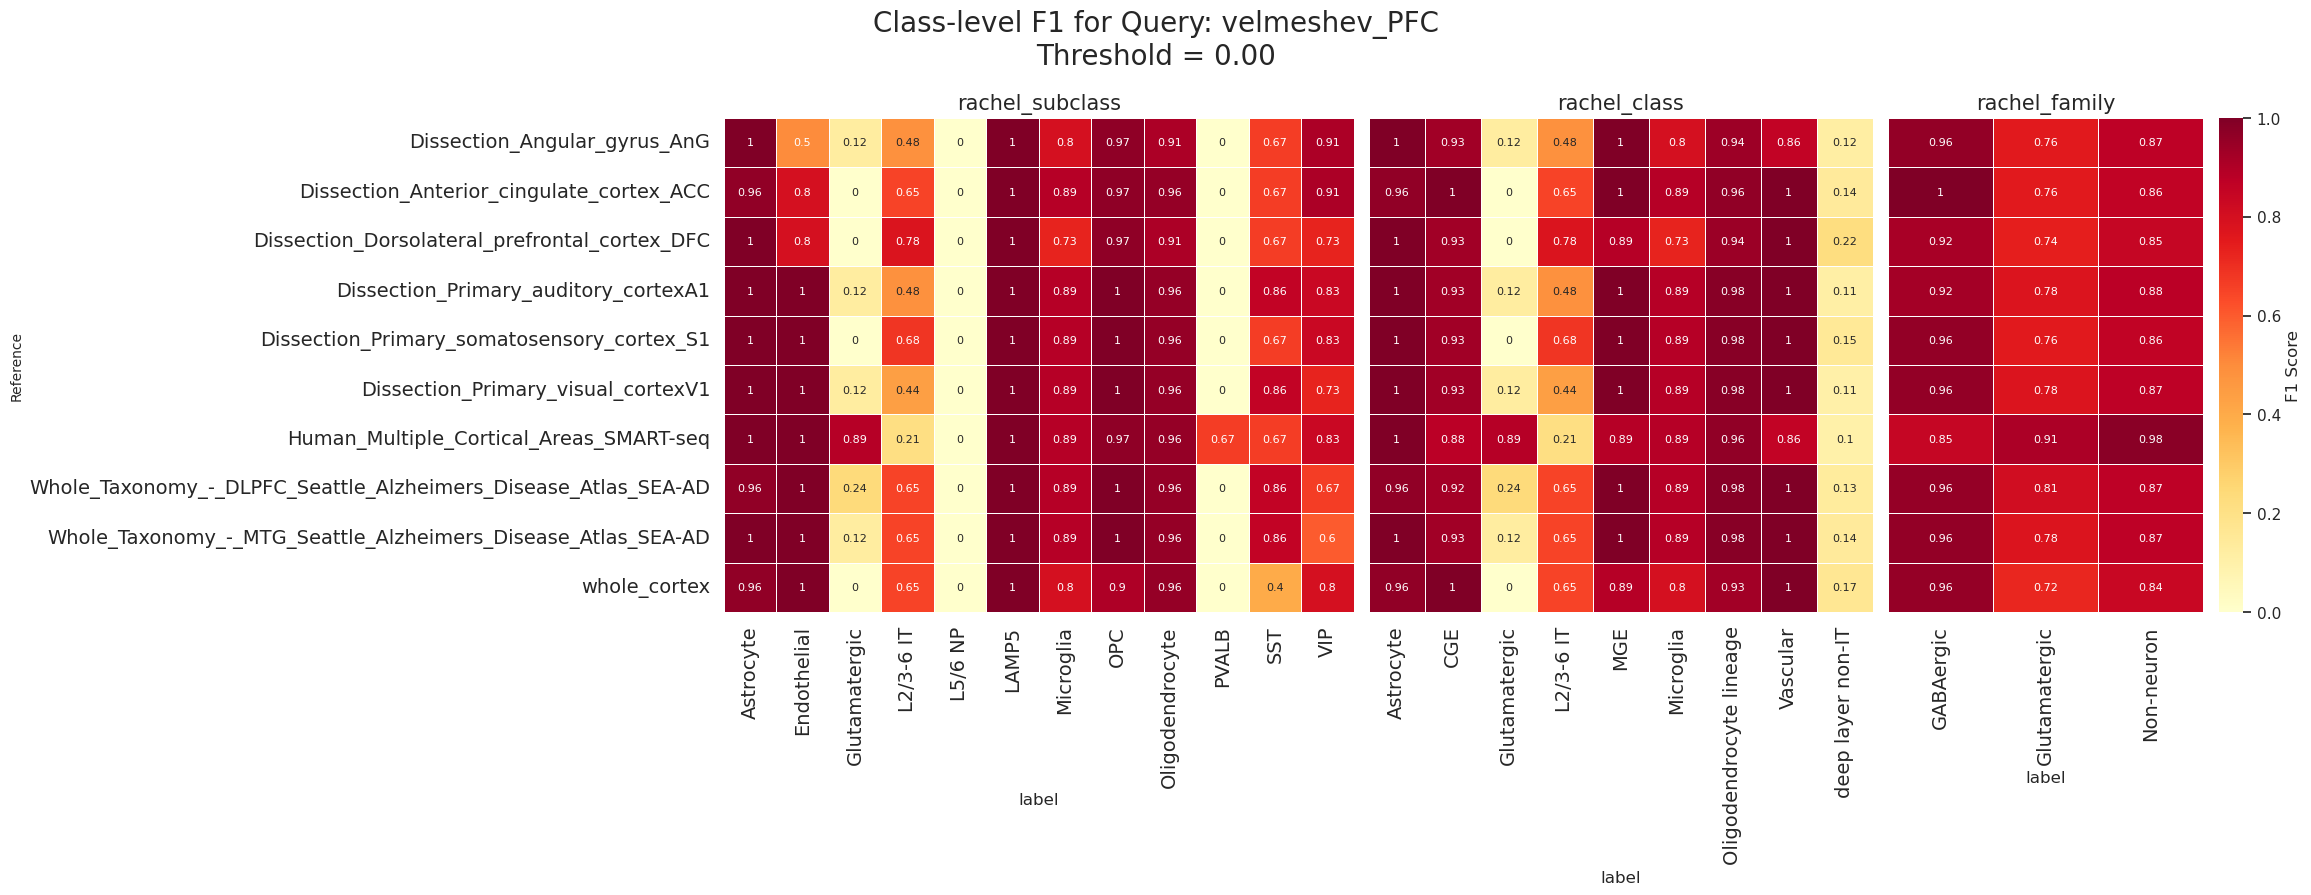 Class-level F1 for Query: velmeshev_PFC
Threshold = 0.00
rachel_subclass
rachel_class
rachel_family
Reference
Dissection_Angular_gyrus_AnG 1 0.5 0.12 0.48 0 1 0.8 0.97 0.91 0 0.67 0.91 1 0.93 0.12 0.48 1 0.8 0.94 0.86 0.12 0.96 0.76 0.87
Dissection_Anterior_cingulate_cortex_ACC 0.96 0.8 0 0.65 0 1 0.89 0.97 0.96 0 0.67 0.91 0.96 1 0 0.65 1 0.89 0.96 1 0.14 1 0.76 0.86
Dissection_Dorsolateral_prefrontal_cortex_DFC 1 0.8 0 0.78 0 1 0.73 0.97 0.91 0 0.67 0.73 1 0.93 0 0.78 0.89 0.73 0.94 1 0.22 0.92 0.74 0.85
Dissection_Primary_auditory_cortexA1 1 1 0.12 0.48 0 1 0.89 1 0.96 0 0.86 0.83 1 0.93 0.12 0.48 1 0.89 0.98 1 0.11 0.92 0.78 0.88
Dissection_Primary_somatosensory_cortex_S1 1 1 0 0.68 0 1 0.89 1 0.96 0 0.67 0.83 1 0.93 0 0.68 1 0.89 0.98 1 0.15 0.96 0.76 0.86
Dissection_Primary_visual_cortexV1 1 1 0.12 0.44 0 1 0.89 1 0.96 0 0.86 0.73 1 0.93 0.12 0.44 1 0.89 0.98 1 0.11 0.96 0.78 0.87
Human_Multiple_Cortical_Areas_SMART-seq 1 1 0.89 0.21 0 1 0.89 0.97 0.96 0.67 0.67 0.83 1 0.88 0.89 0.21 0.89 0.89 0.96 0.86 0.1 0.85 0.91 0.98
Whole_Taxonomy_-_DLPFC_Seattle_Alzheimers_Disease_Atlas_SEA-AD 0.96 1 0.24 0.65 0 1 0.89 1 0.96 0 0.86 0.67 0.96 0.92 0.24 0.65 1 0.89 0.98 1 0.13 0.96 0.81 0.87
Whole_Taxonomy_-_MTG_Seattle_Alzheimers_Disease_Atlas_SEA-AD 1 1 0.12 0.65 0 1 0.89 1 0.96 0 0.86 0.6 1 0.93 0.12 0.65 1 0.89 0.98 1 0.14 0.96 0.78 0.87
whole_cortex 0.96 1 0 0.65 0 1 0.8 0.9 0.96 0 0.4 0.8 0.96 1 0 0.65 0.89 0.8 0.93 1 0.17 0.96 0.72 0.84
Astrocyte
Endothelial
Glutamatergic
L2/3-6 IT
L5/6 NP
LAMP5
Microglia
OPC
Oligodendrocyte
PVALB
SST
VIP
label
Astrocyte
CGE
Glutamatergic
L2/3-6 IT
MGE
Microglia
Oligodendrocyte lineage
Vascular
deep layer non-IT
label
GABAergic
Glutamatergic
Non-neuron
label
1.0
0.8
0.6
0.4
0.2
0.0
F1 Score